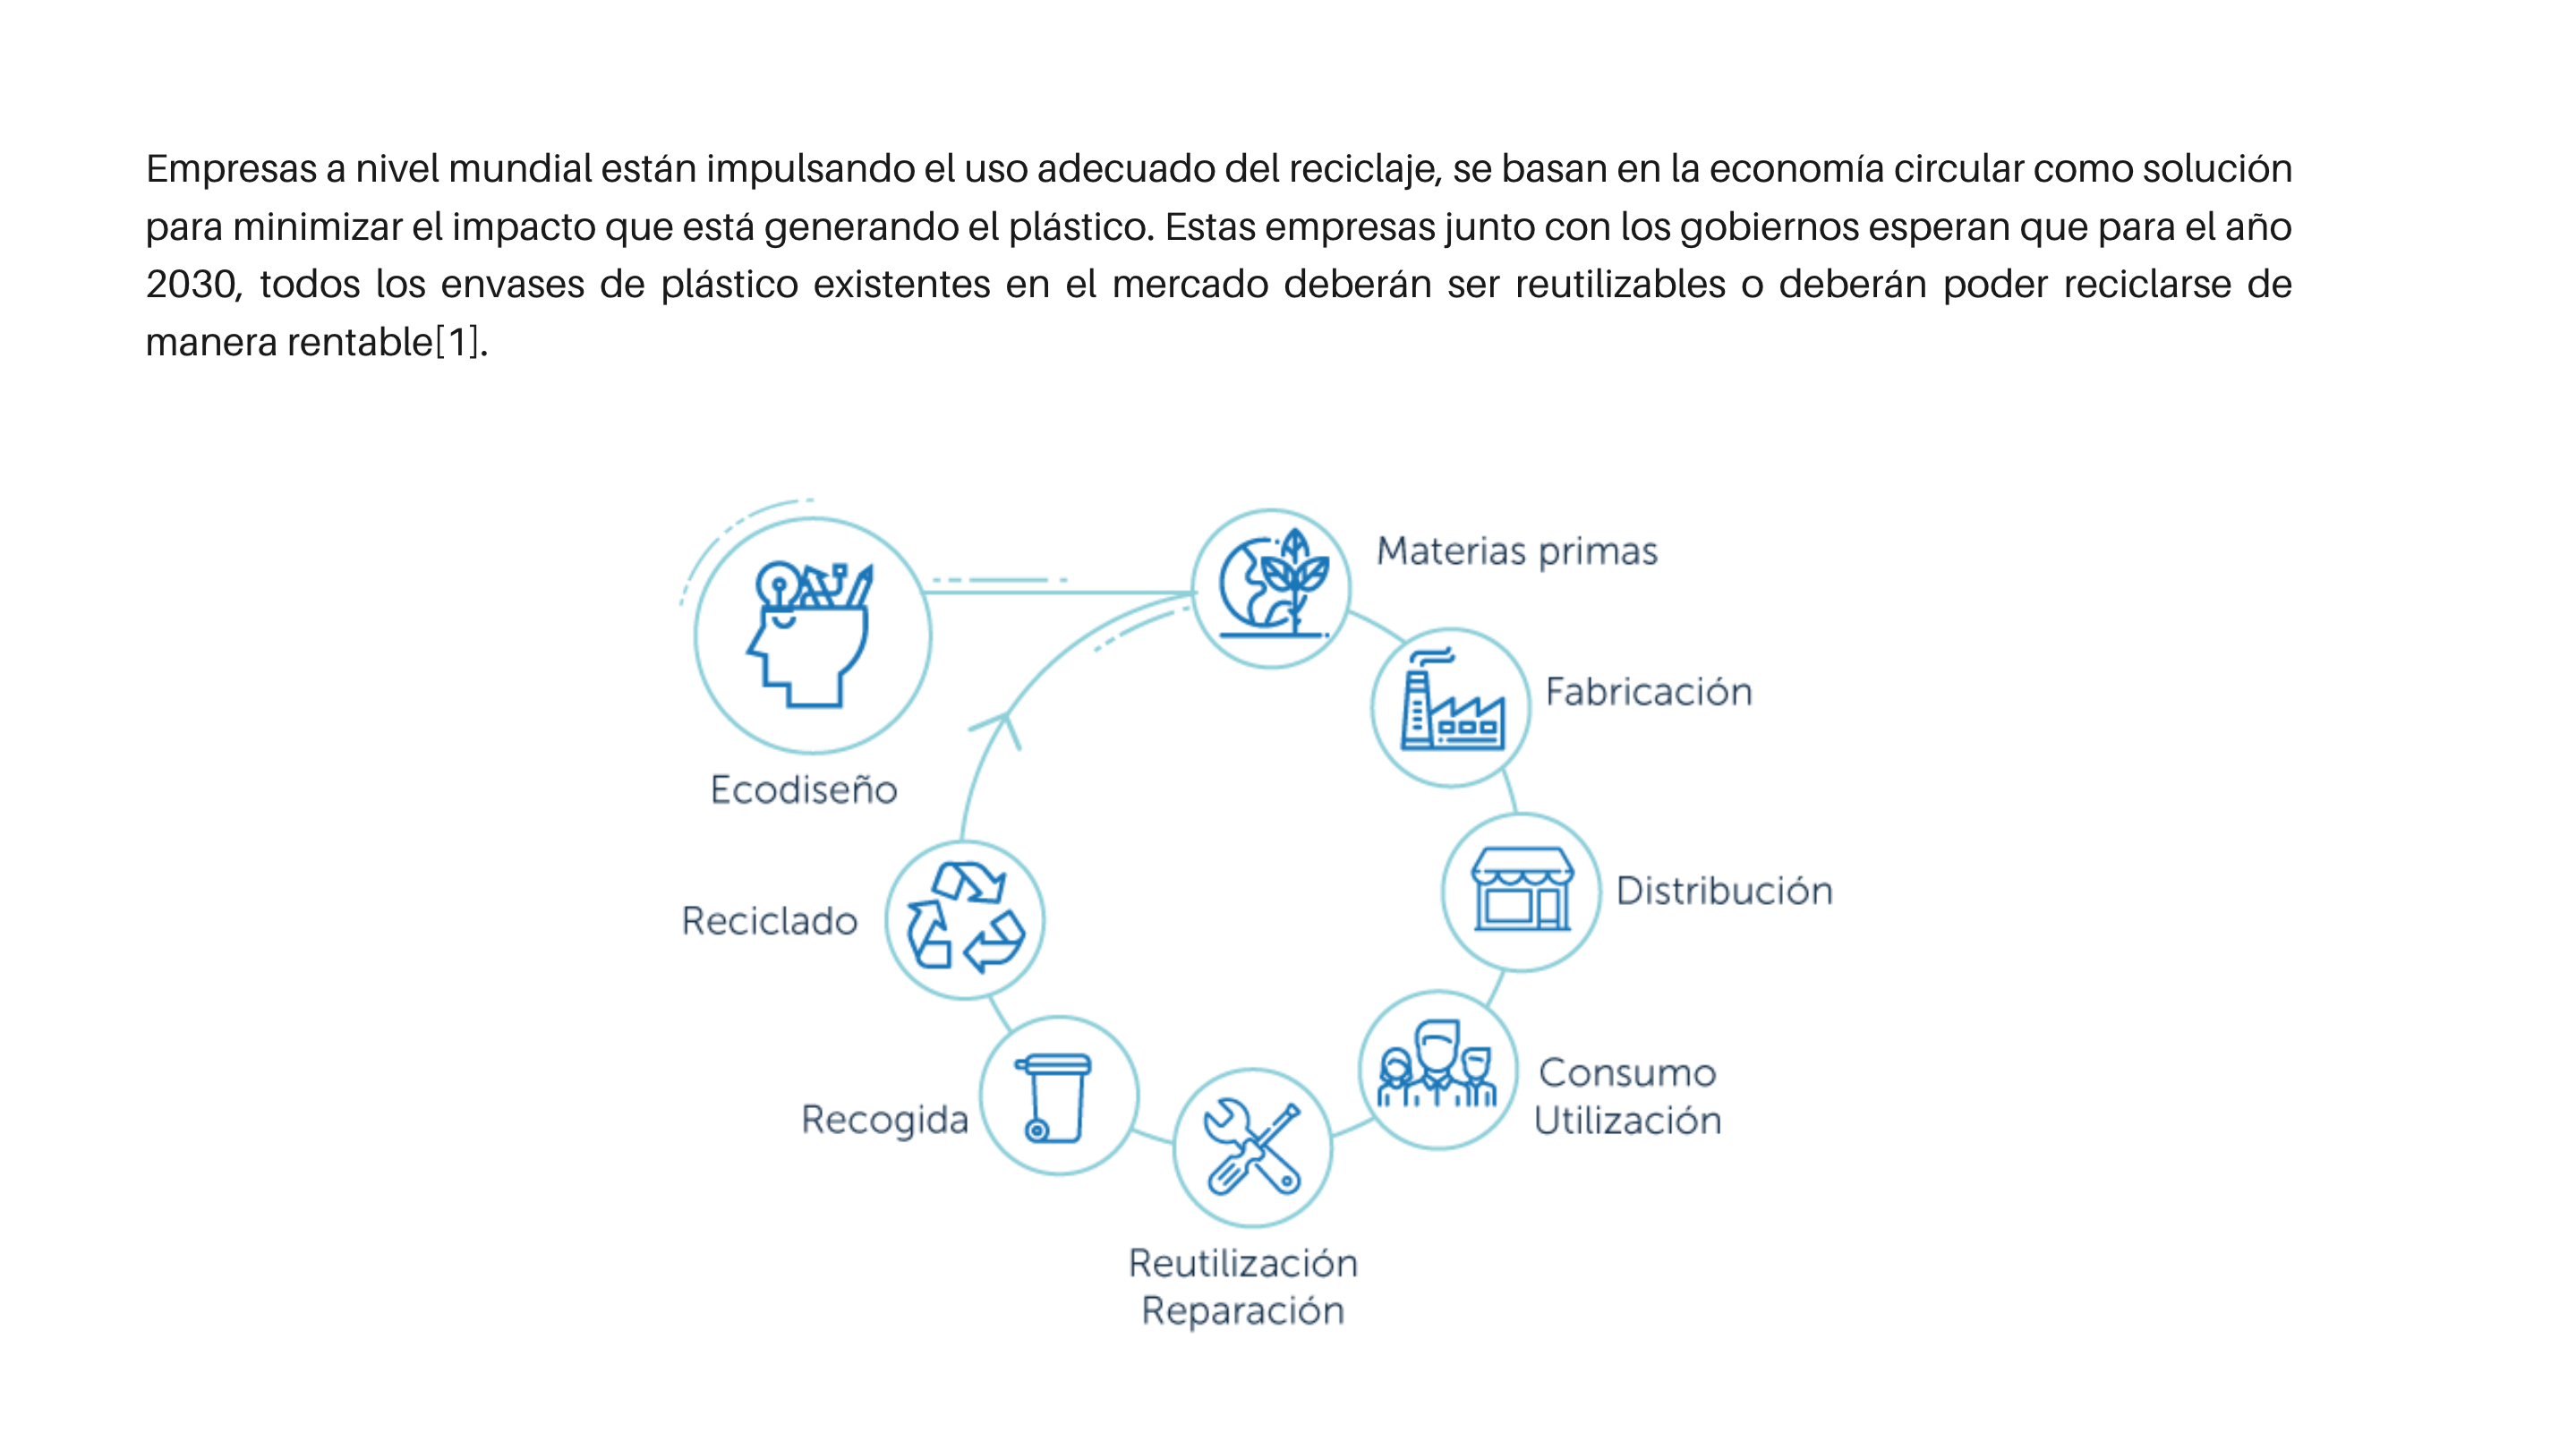 Empresas a nivel mundial están impulsando el uso adecuado del reciclaje, se basan en la economía circular como solución
para minimizar el impacto que está generando el plástico. Estas empresas junto con los gobiernos esperan que para el año
2030, todos los envases de plástico existentes en el mercado deberán ser reutilizables o deberán poder reciclarse de
manera rentable[1].
Materias primas
Fabricación
Ecodiseño
Distribución
Reciclado
Consumo
Utilización
Recogida
Reutilización
Reparación